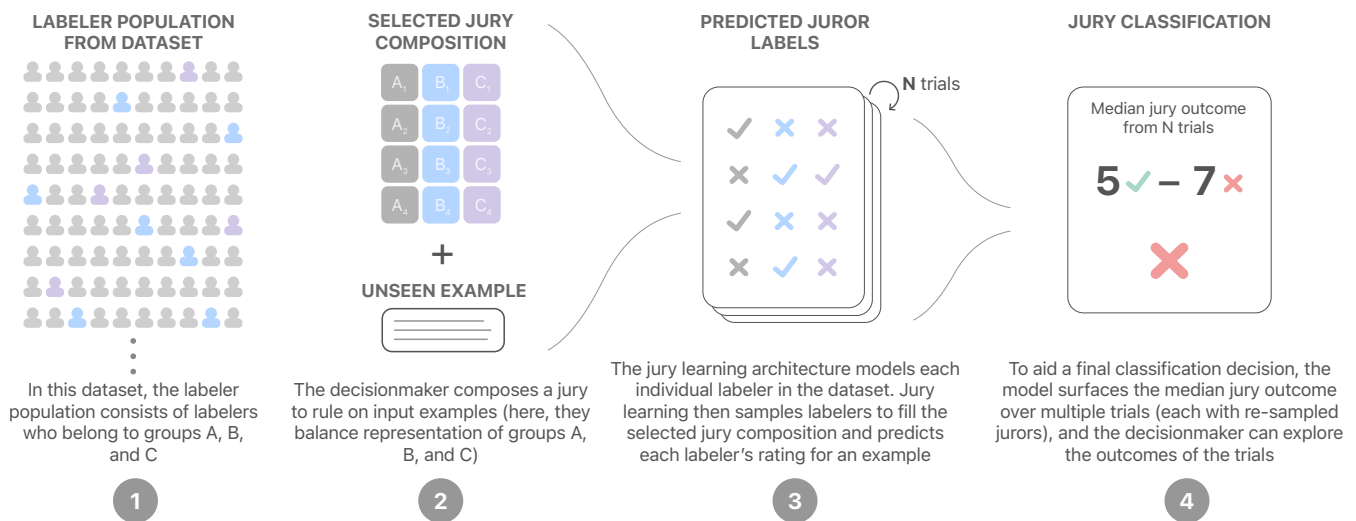 LABELER POPULATION
FROM DATASET
In this dataset, the labeler
population consists of labelers
who belong to groups A, B,
and C
1
SELECTED JURY
COMPOSITION
A₁ B₁ C₁
A₂ B₂ C₂
A₃ B₃ C₃
A₄ B₄ C₄
+
UNSEEN EXAMPLE
The decisionmaker composes a jury
to rule on input examples (here, they
balance representation of groups A,
B, and C)
2
PREDICTED JUROR
LABELS
N trials
The jury learning architecture models each
individual labeler in the dataset. Jury
learning then samples labelers to fill the
selected jury composition and predicts
each labeler’s rating for an example
3
JURY CLASSIFICATION
Median jury outcome
from N trials
5 ✓ – 7 ✗
To aid a final classification decision, the
model surfaces the median jury outcome
over multiple trials (each with re-sampled
jurors), and the decisionmaker can explore
the outcomes of the trials
4